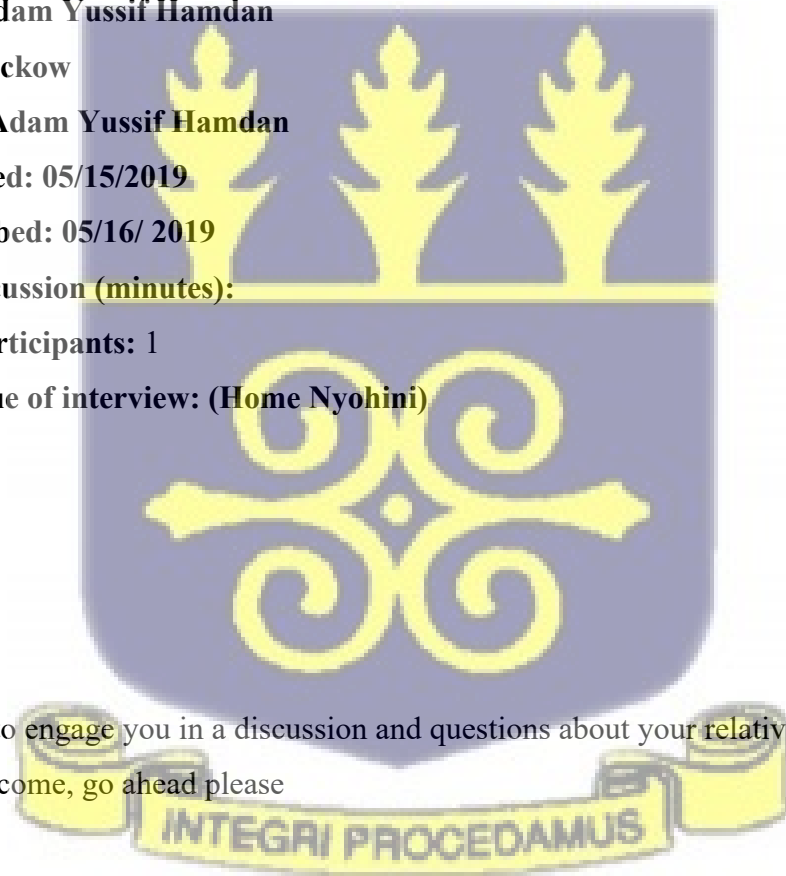 dam Yussif Hamdan
ckow
Adam Yussif Hamdan
ed: 05/15/2019
bed: 05/16/ 2019
cussion (minutes):
rticipants: 1
e of interview: (Home Nyohini)
o engage you in a discussion and questions about your relativ
come, go ahead please
INTEGRI PROCEDAMUS